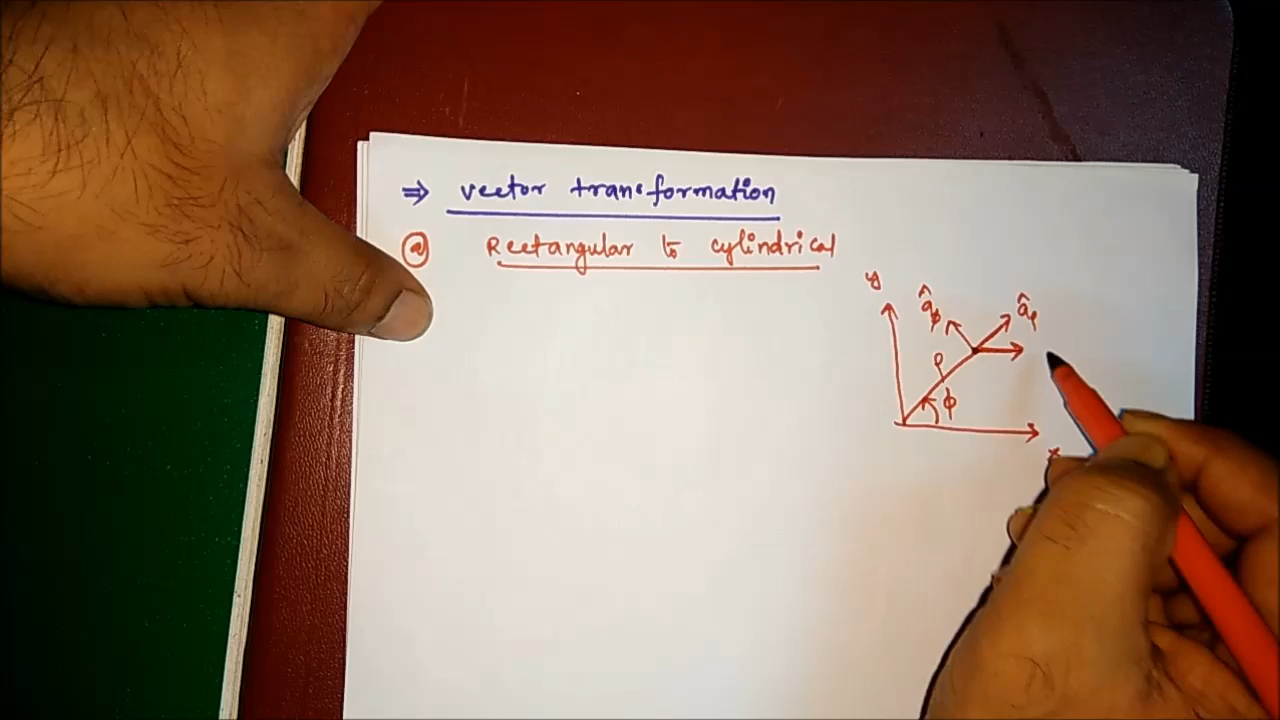 ⇒ vector transformation
ⓐ Rectangular to cylindrical
y
âϕ
âρ
ρ
ϕ
x